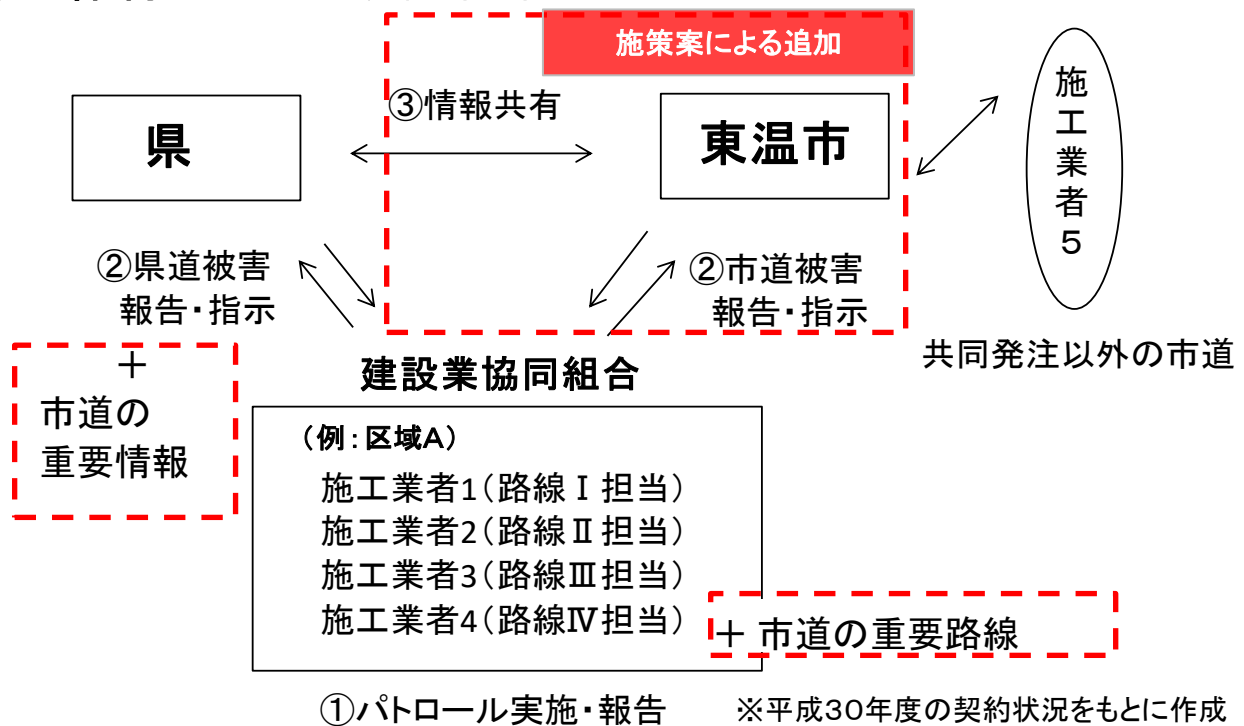 施策案による追加
③情報共有
県
東温市
施工業者５
②県道被害
報告・指示
②市道被害
報告・指示
共同発注以外の市道
＋
市道の
重要情報
建設業協同組合
（例：区域A）
施工業者1（路線Ⅰ担当）
施工業者2（路線Ⅱ担当）
施工業者3（路線Ⅲ担当）
施工業者4（路線Ⅳ担当）
＋ 市道の重要路線
①パトロール実施・報告
※平成３０年度の契約状況をもとに作成